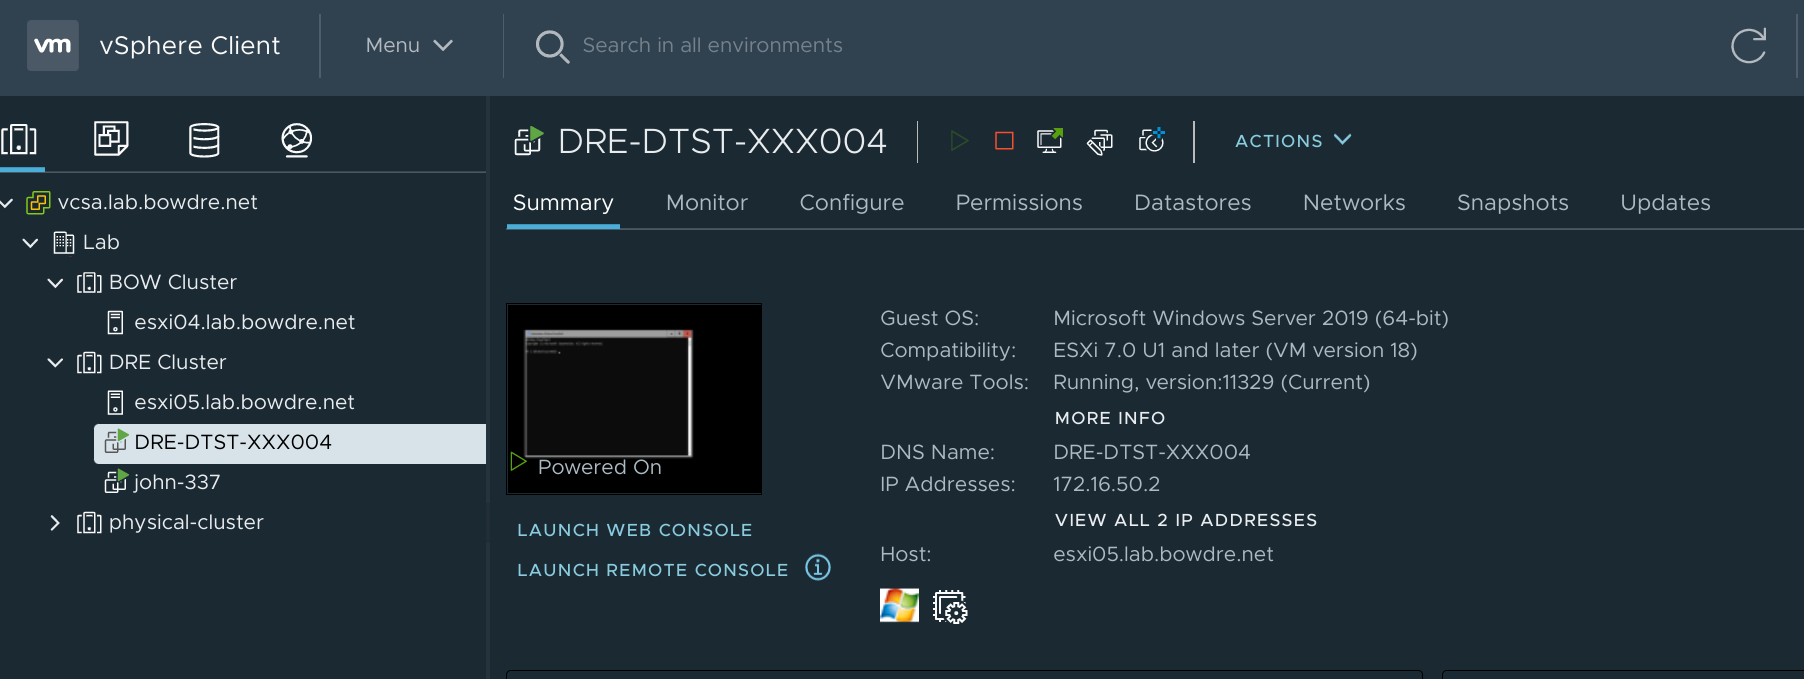 vm vSphere Client Menu Search in all environments
vcsa.lab.bowdre.net
Lab
BOW Cluster
esxi04.lab.bowdre.net
DRE Cluster
esxi05.lab.bowdre.net
DRE-DTST-XXX004
john-337
physical-cluster
DRE-DTST-XXX004 ACTIONS
Summary Monitor Configure Permissions Datastores Networks Snapshots Updates
Powered On
LAUNCH WEB CONSOLE
LAUNCH REMOTE CONSOLE
Guest OS: Microsoft Windows Server 2019 (64-bit)
Compatibility: ESXi 7.0 U1 and later (VM version 18)
VMware Tools: Running, version:11329 (Current)
MORE INFO
DNS Name: DRE-DTST-XXX004
IP Addresses: 172.16.50.2
VIEW ALL 2 IP ADDRESSES
Host: esxi05.lab.bowdre.net